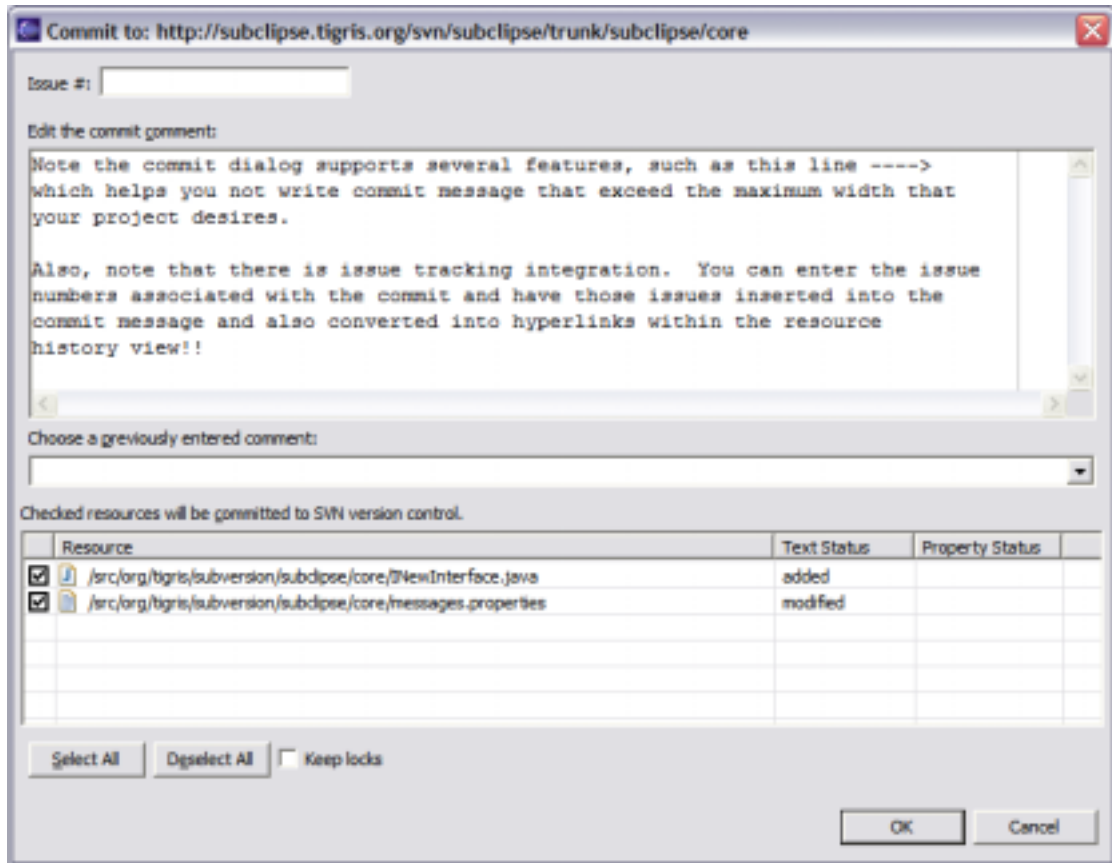 Commit to: http://subclipse.tigris.org/svn/subclipse/trunk/subclipse/core
Issue #:
Edit the commit comment:
Note the commit dialog supports several features, such as this line ---->
which helps you not write commit message that exceed the maximum width that
your project desires.
Also, note that there is issue tracking integration.  You can enter the issue
numbers associated with the commit and have those issues inserted into the
commit message and also converted into hyperlinks within the resource
history view!!
Choose a previously entered comment:
Checked resources will be committed to SVN version control.
Resource Text Status Property Status
/src/org/tigris/subversion/subclipse/core/INewInterface.java added
/src/org/tigris/subversion/subclipse/core/messages.properties modified
Select All Deselect All Keep locks
OK Cancel